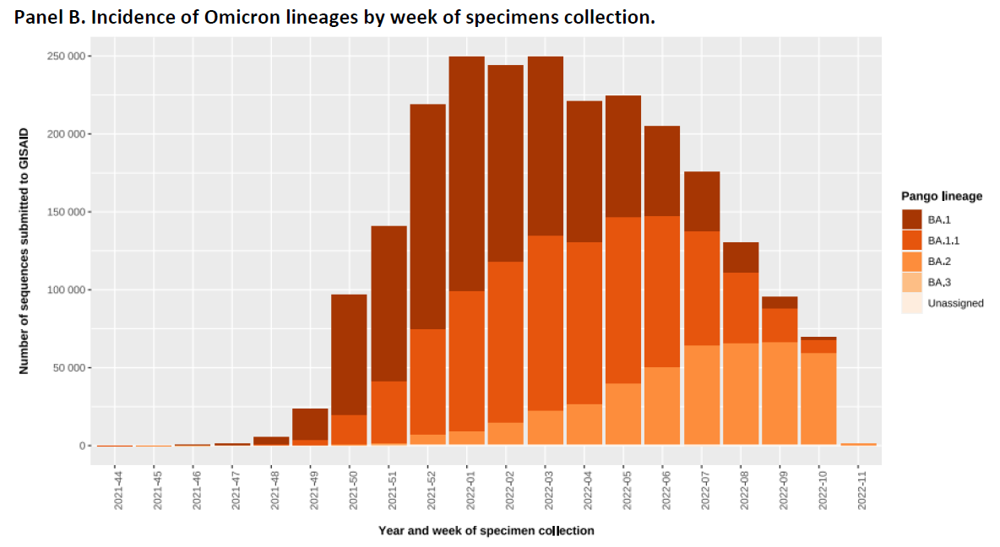 Panel B. Incidence of Omicron lineages by week of specimens collection.
Number of sequences submitted to GISAID
250 000
200 000
150 000
100 000
50 000
0
2021-44
2021-45
2021-46
2021-47
2021-48
2021-49
2021-50
2021-51
2021-52
2022-01
2022-02
2022-03
2022-04
2022-05
2022-06
2022-07
2022-08
2022-09
2022-10
2022-11
Year and week of specimen collection
Pango lineage
BA.1
BA.1.1
BA.2
BA.3
Unassigned